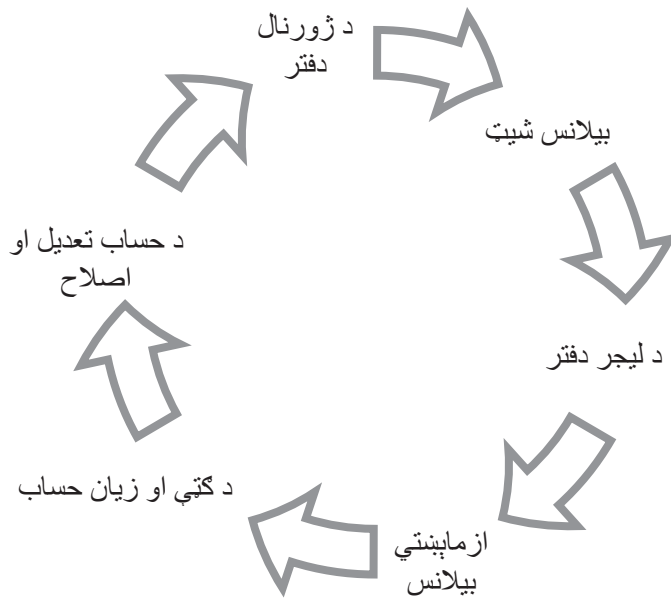 د ژورنال
دفتر
بیلانس شیټ
د لیجر دفتر
ازمایښتي
بیلانس
د ګټې او زیان حساب
د حساب تعدیل او
اصلاح